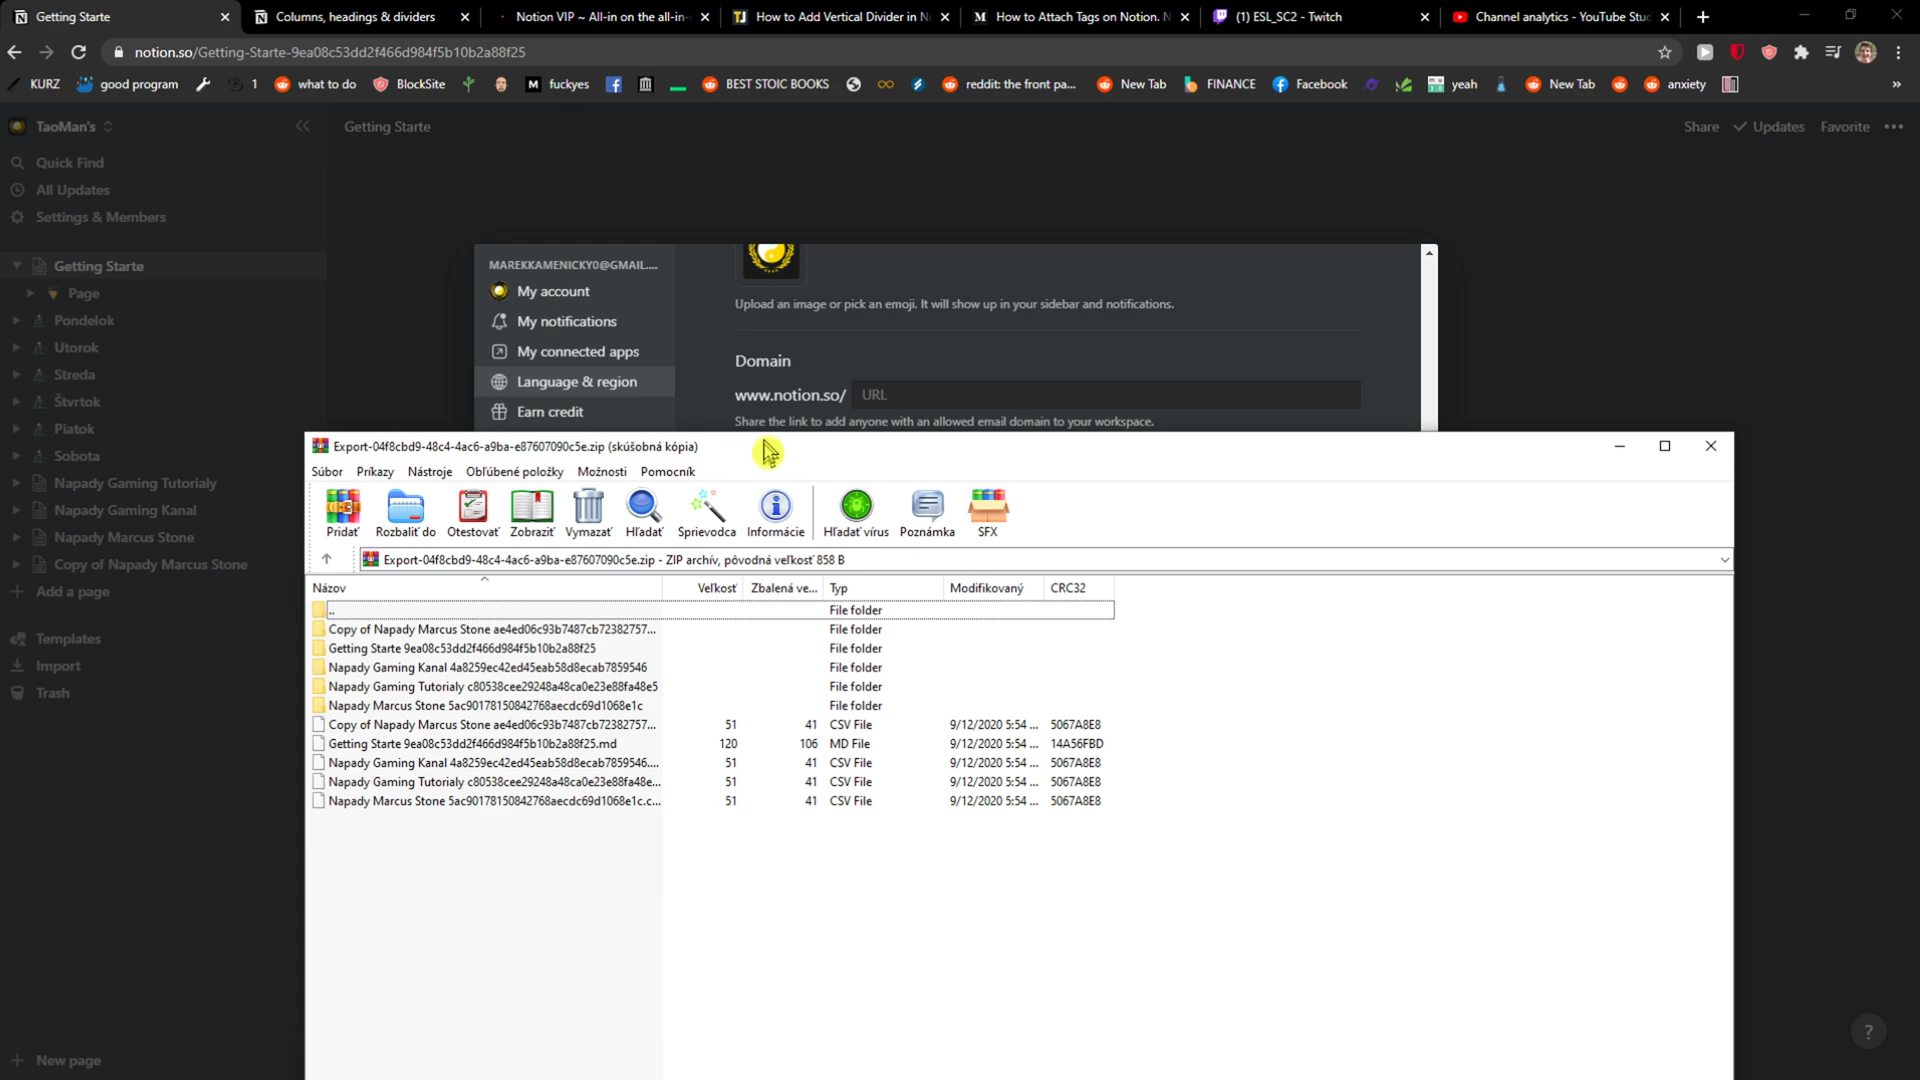 Getting Starte
Columns, headings & dividers
Notion VIP ~ All-in on the all-in-
How to Add Vertical Divider in N
How to Attach Tags on Notion. N
(1) ESL_SC2 - Twitch
Channel analytics - YouTube Stu
notion.so/Getting-Starte-9ea08c53dd2f466d984f5b10b2a88f25
KURZ
good program
1
what to do
BlockSite
fuckyes
BEST STOIC BOOKS
reddit: the front pa...
New Tab
FINANCE
Facebook
yeah
New Tab
anxiety
»
TaoMan's
Getting Starte
Share
Updates
Favorite
Quick Find
All Updates
Settings & Members
Getting Starte
Page
Pondelok
Utorok
Streda
Štvrtok
Piatok
Sobota
Napady Gaming Tutorialy
Napady Gaming Kanal
Napady Marcus Stone
Copy of Napady Marcus Stone
Add a page
Templates
Import
Trash
New page
MAREKKAMENICKY0@GMAIL....
My account
My notifications
My connected apps
Language & region
Earn credit
Upload an image or pick an emoji. It will show up in your sidebar and notifications.
Domain
www.notion.so/ URL
Share the link to add anyone with an allowed email domain to your workspace.
Export-04f8cbd9-48c4-4ac6-a9ba-e87607090c5e.zip (skúšobná kópia)
Súbor Príkazy Nástroje Obľúbené položky Možnosti Pomocník
Pridať Rozbaliť do Otestovať Zobraziť Vymazať Hľadať Sprievodca Informácie Hľadať vírus Poznámka SFX
Export-04f8cbd9-48c4-4ac6-a9ba-e87607090c5e.zip - ZIP archív, pôvodná veľkosť 858 B
Názov Veľkosť Zbalená ve... Typ Modifikovaný CRC32
.. File folder
Copy of Napady Marcus Stone ae4ed06c93b7487cb72382757... File folder
Getting Starte 9ea08c53dd2f466d984f5b10b2a88f25 File folder
Napady Gaming Kanal 4a8259ec42ed45eab58d8ecab7859546 File folder
Napady Gaming Tutorialy c80538cee29248a48ca0e23e88fa48e5 File folder
Napady Marcus Stone 5ac90178150842768aecdc69d1068e1c File folder
Copy of Napady Marcus Stone ae4ed06c93b7487cb72382757... 51 41 CSV File 9/12/2020 5:54 ... 5067A8E8
Getting Starte 9ea08c53dd2f466d984f5b10b2a88f25.md 120 106 MD File 9/12/2020 5:54 ... 14A56FBD
Napady Gaming Kanal 4a8259ec42ed45eab58d8ecab7859546.... 51 41 CSV File 9/12/2020 5:54 ... 5067A8E8
Napady Gaming Tutorialy c80538cee29248a48ca0e23e88fa48e... 51 41 CSV File 9/12/2020 5:54 ... 5067A8E8
Napady Marcus Stone 5ac90178150842768aecdc69d1068e1c.c... 51 41 CSV File 9/12/2020 5:54 ... 5067A8E8
?